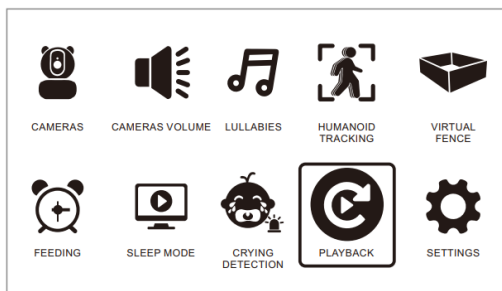 CAMERAS CAMERAS VOLUME LULLABIES HUMANOID TRACKING VIRTUAL FENCE
FEEDING SLEEP MODE CRYING DETECTION PLAYBACK SETTINGS